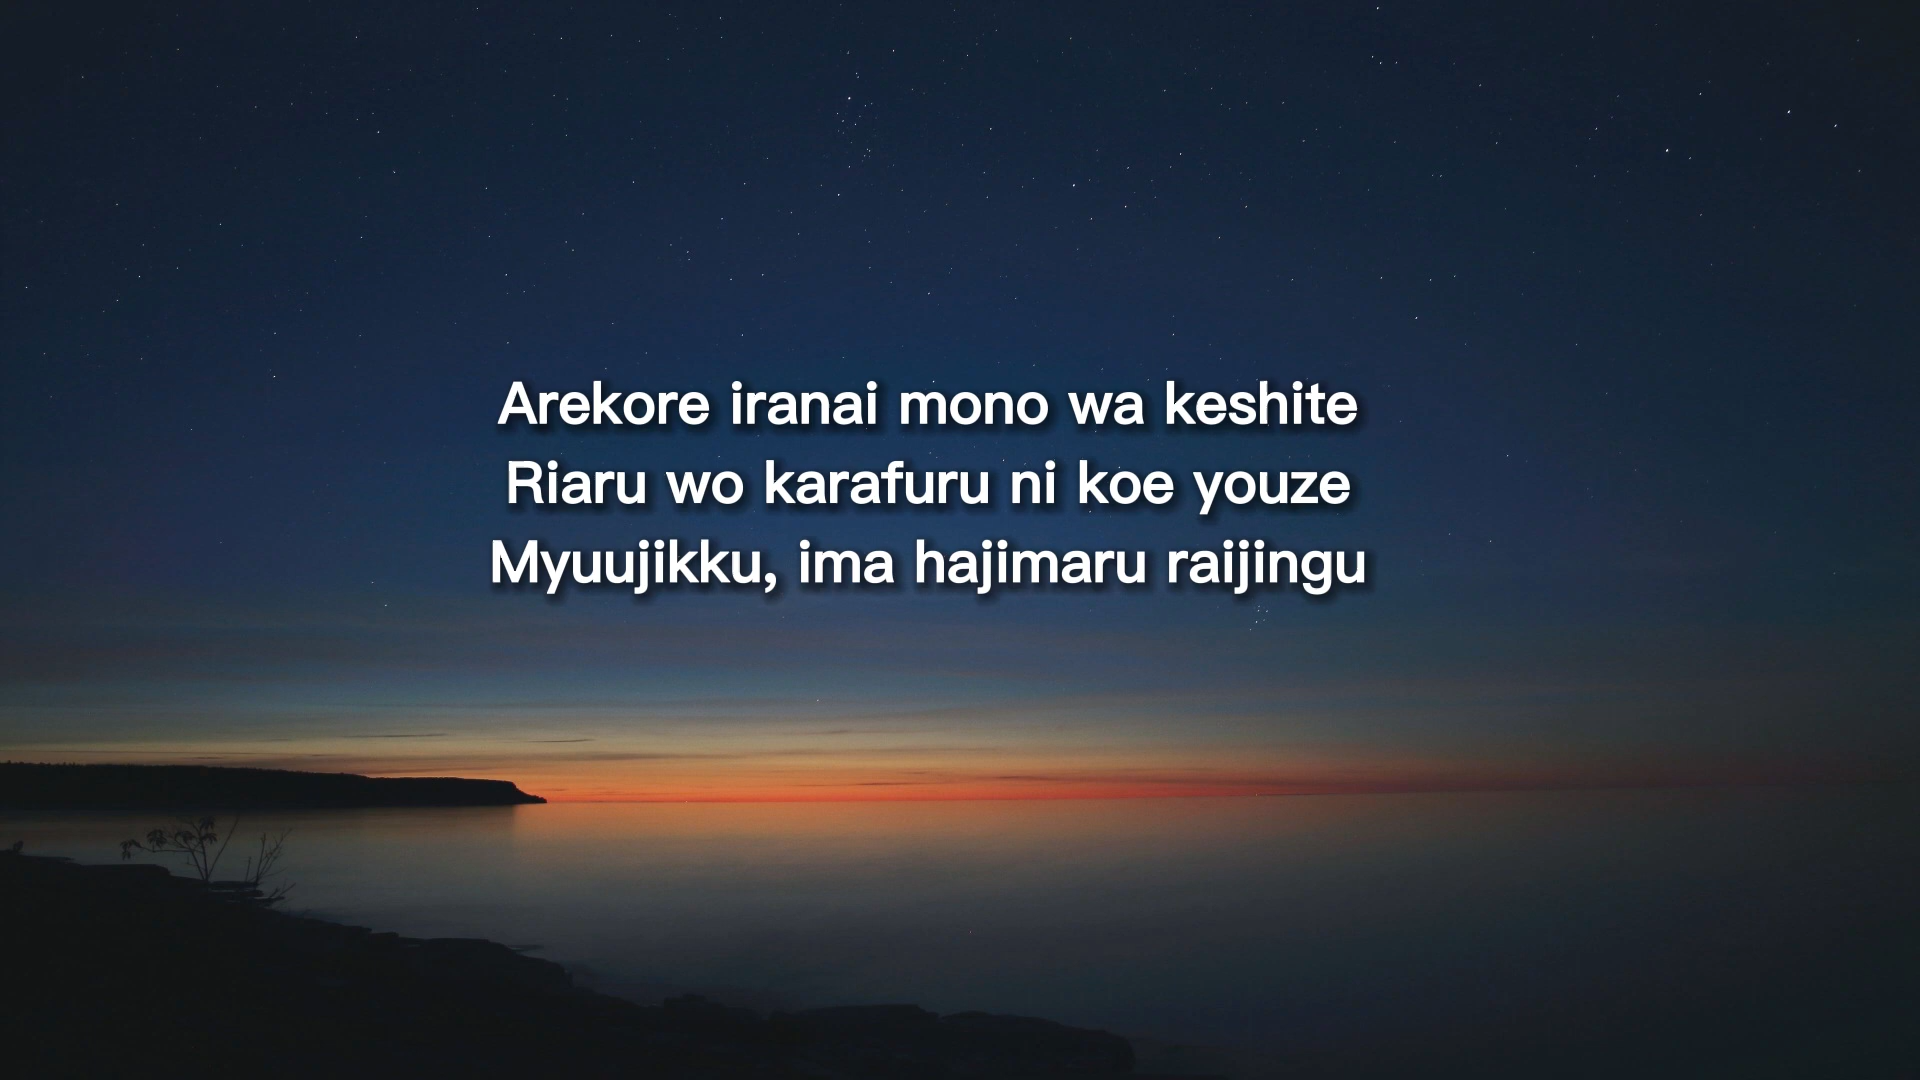 Arekore iranai mono wa keshite
Riaru wo karafuru ni koe youze
Myuujikku, ima hajimaru raijingu